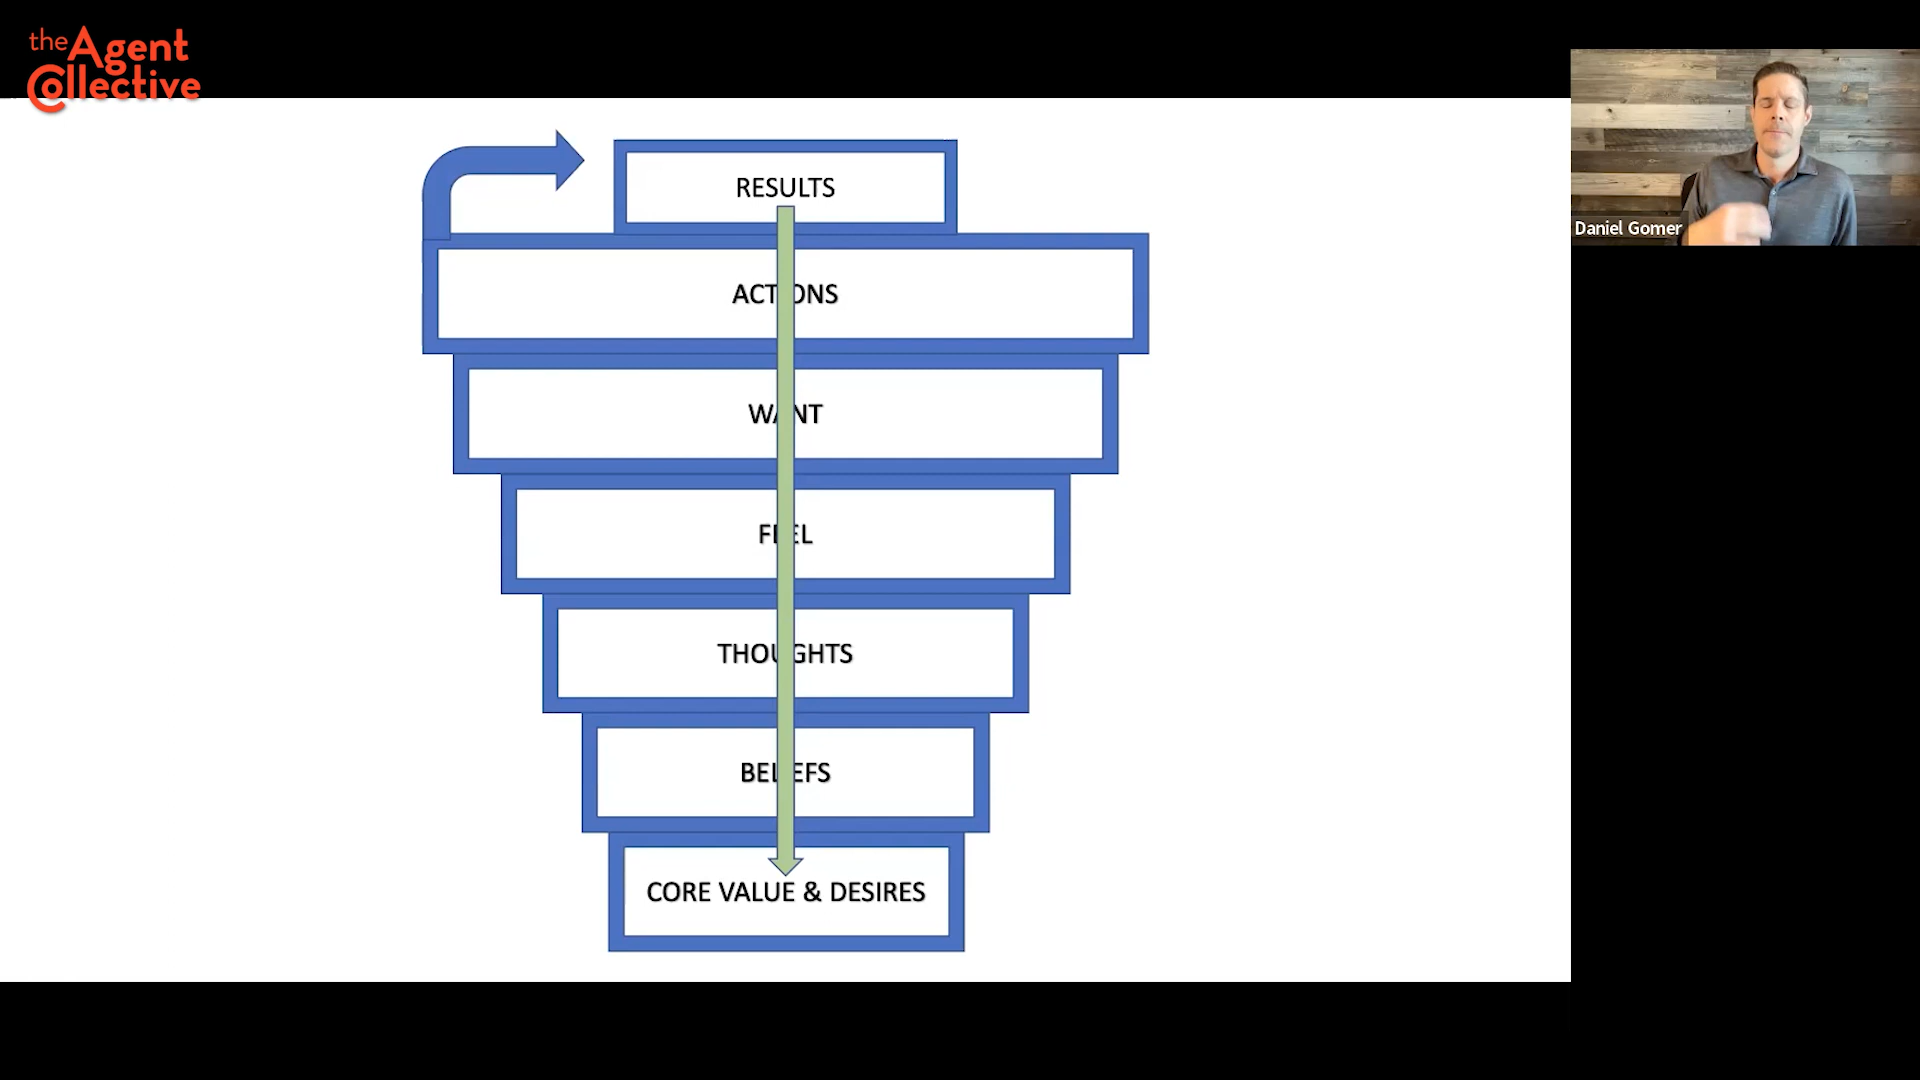 the Agent
Collective
RESULTS
ACTIONS
WANT
FEEL
THOUGHTS
BELIEFS
CORE VALUE & DESIRES
Daniel Gomer